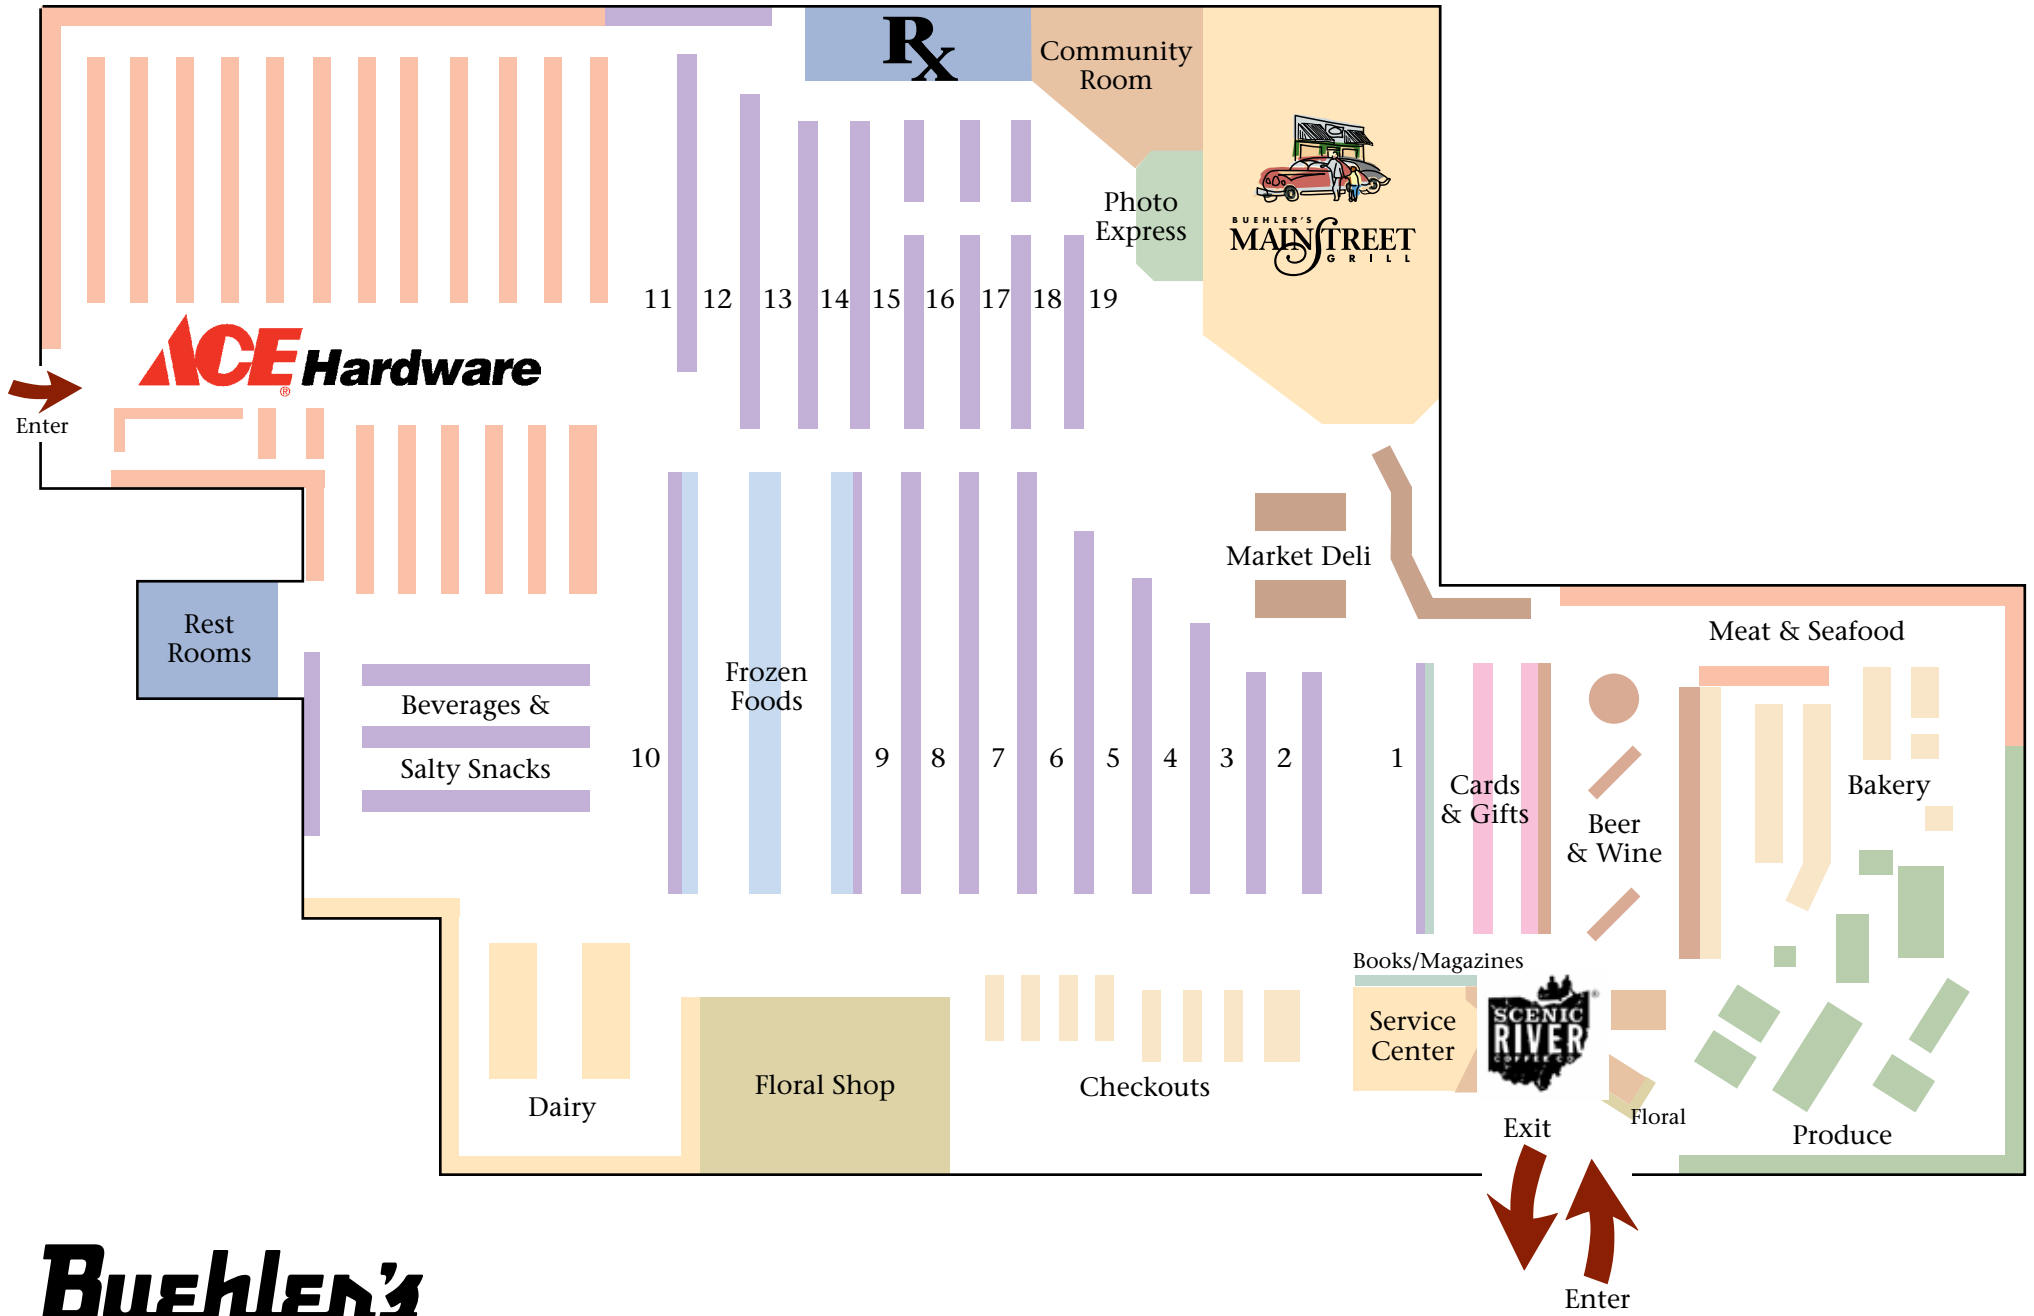 Rx
Community
Room
Photo
Express
BUEHLER'S
MAINSTREET
GRILL
11 12 13 14 15 16 17 18 19
ACE Hardware
®
Enter
Market Deli
Rest
Rooms
Meat & Seafood
Frozen
Foods
Beverages &
Salty Snacks
10 9 8 7 6 5 4 3 2 1
Cards
& Gifts
Bakery
Beer
& Wine
Books/Magazines
Service
Center
SCENIC
RIVER
COFFEE CO.
®
Floral Shop
Checkouts
Dairy
Floral
Exit
Produce
Enter
Buehler's